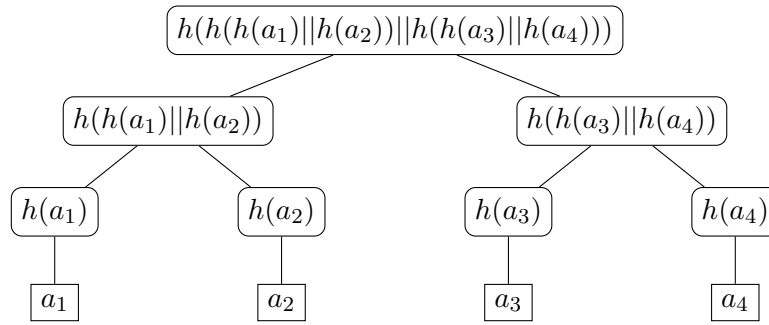 h(h(h(a₁)||h(a₂))||h(h(a₃)||h(a₄)))
h(h(a₁)||h(a₂)) h(h(a₃)||h(a₄))
h(a₁) h(a₂) h(a₃) h(a₄)
a₁ a₂ a₃ a₄